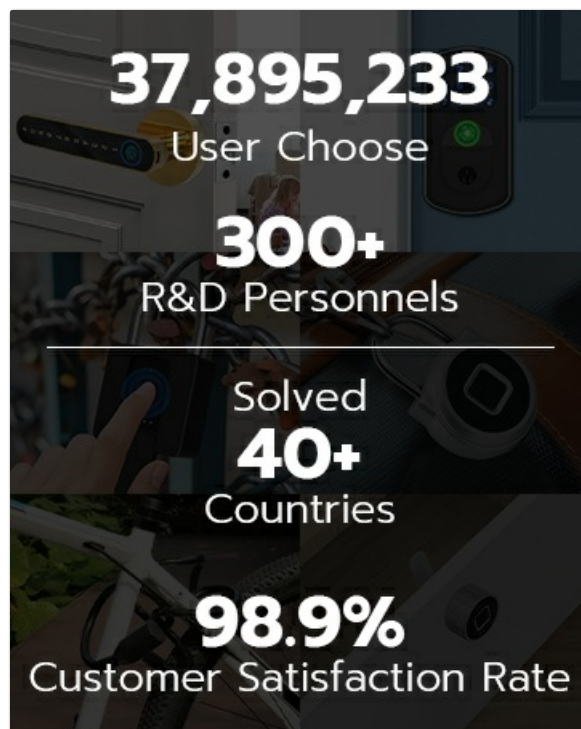 37,895,233
User Choose
300+
R&D Personnels
Solved
40+
Countries
98.9%
Customer Satisfaction Rate